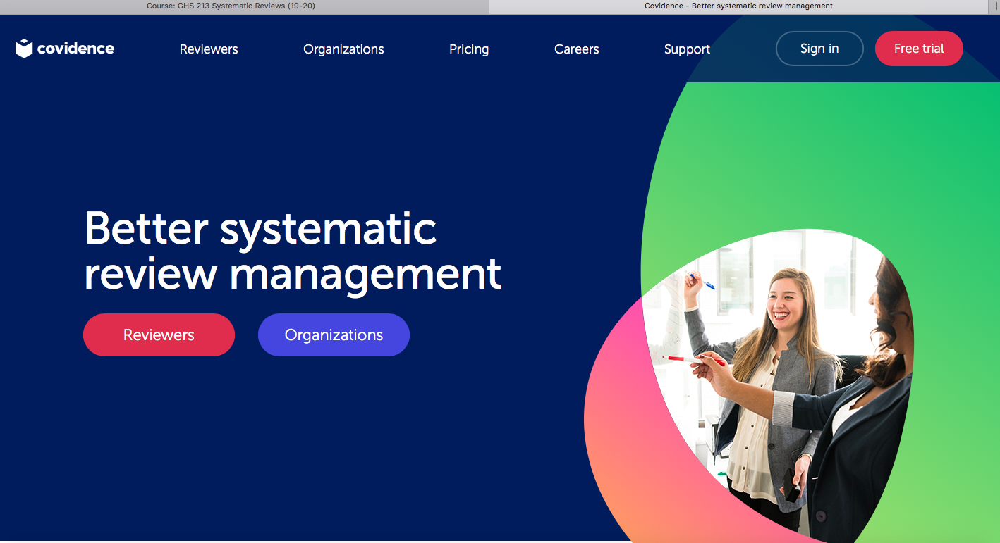 Course: GHS 213 Systematic Reviews (19-20)
Covidence - Better systematic review management
+
covidence
Reviewers
Organizations
Pricing
Careers
Support
Sign in
Free trial
Better systematic
review management
Reviewers
Organizations